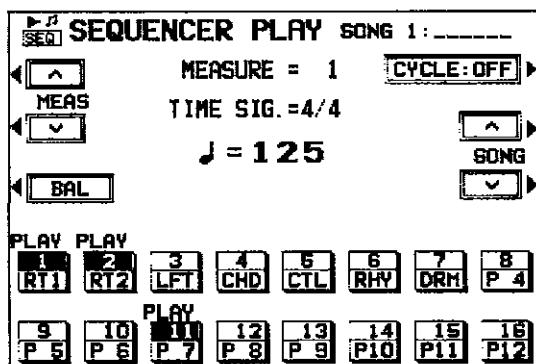 SEQ SEQUENCER PLAY SONG 1:______
MEASURE = 1 CYCLE:OFF
MEAS
TIME SIG.=4/4
♩=125
SONG
BAL
PLAY PLAY
1 2 3 4 5 6 7 8
RT1 RT2 LFT CHD CTL RHY DRM P 4
PLAY
9 10 11 12 13 14 15 16
P 5 P 6 P 7 P 8 P 9 P10 P11 P12